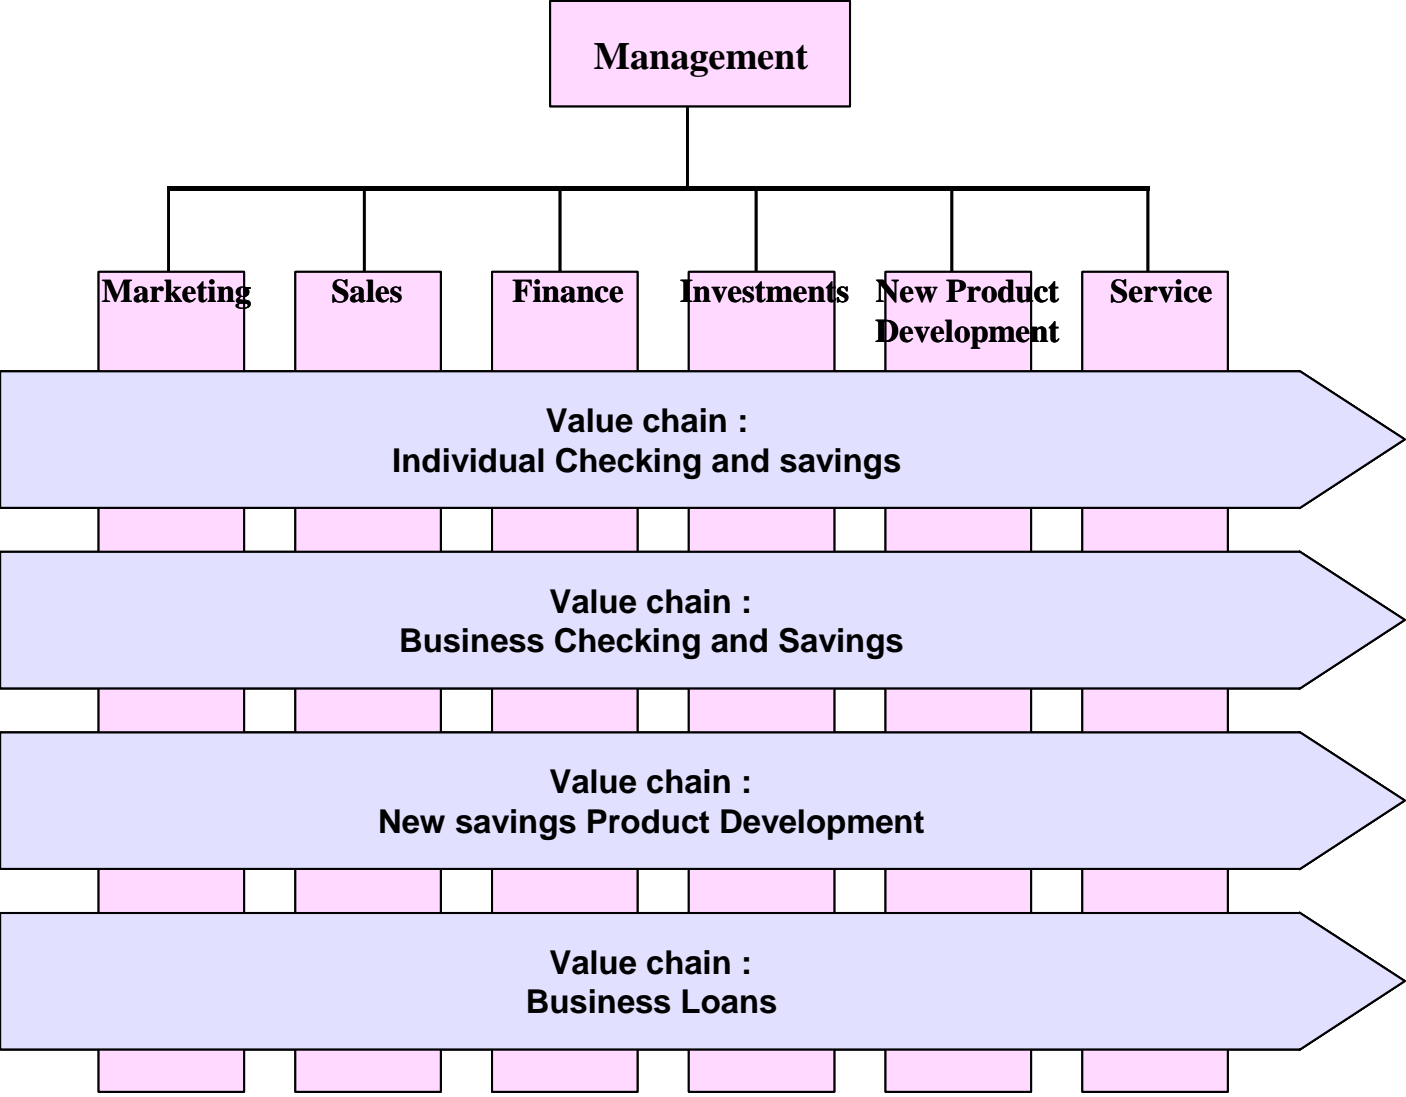 Management
Marketing Sales Finance Investments New Product Service
Development
Value chain :
Individual Checking and savings
Value chain :
Business Checking and Savings
Value chain :
New savings Product Development
Value chain :
Business Loans